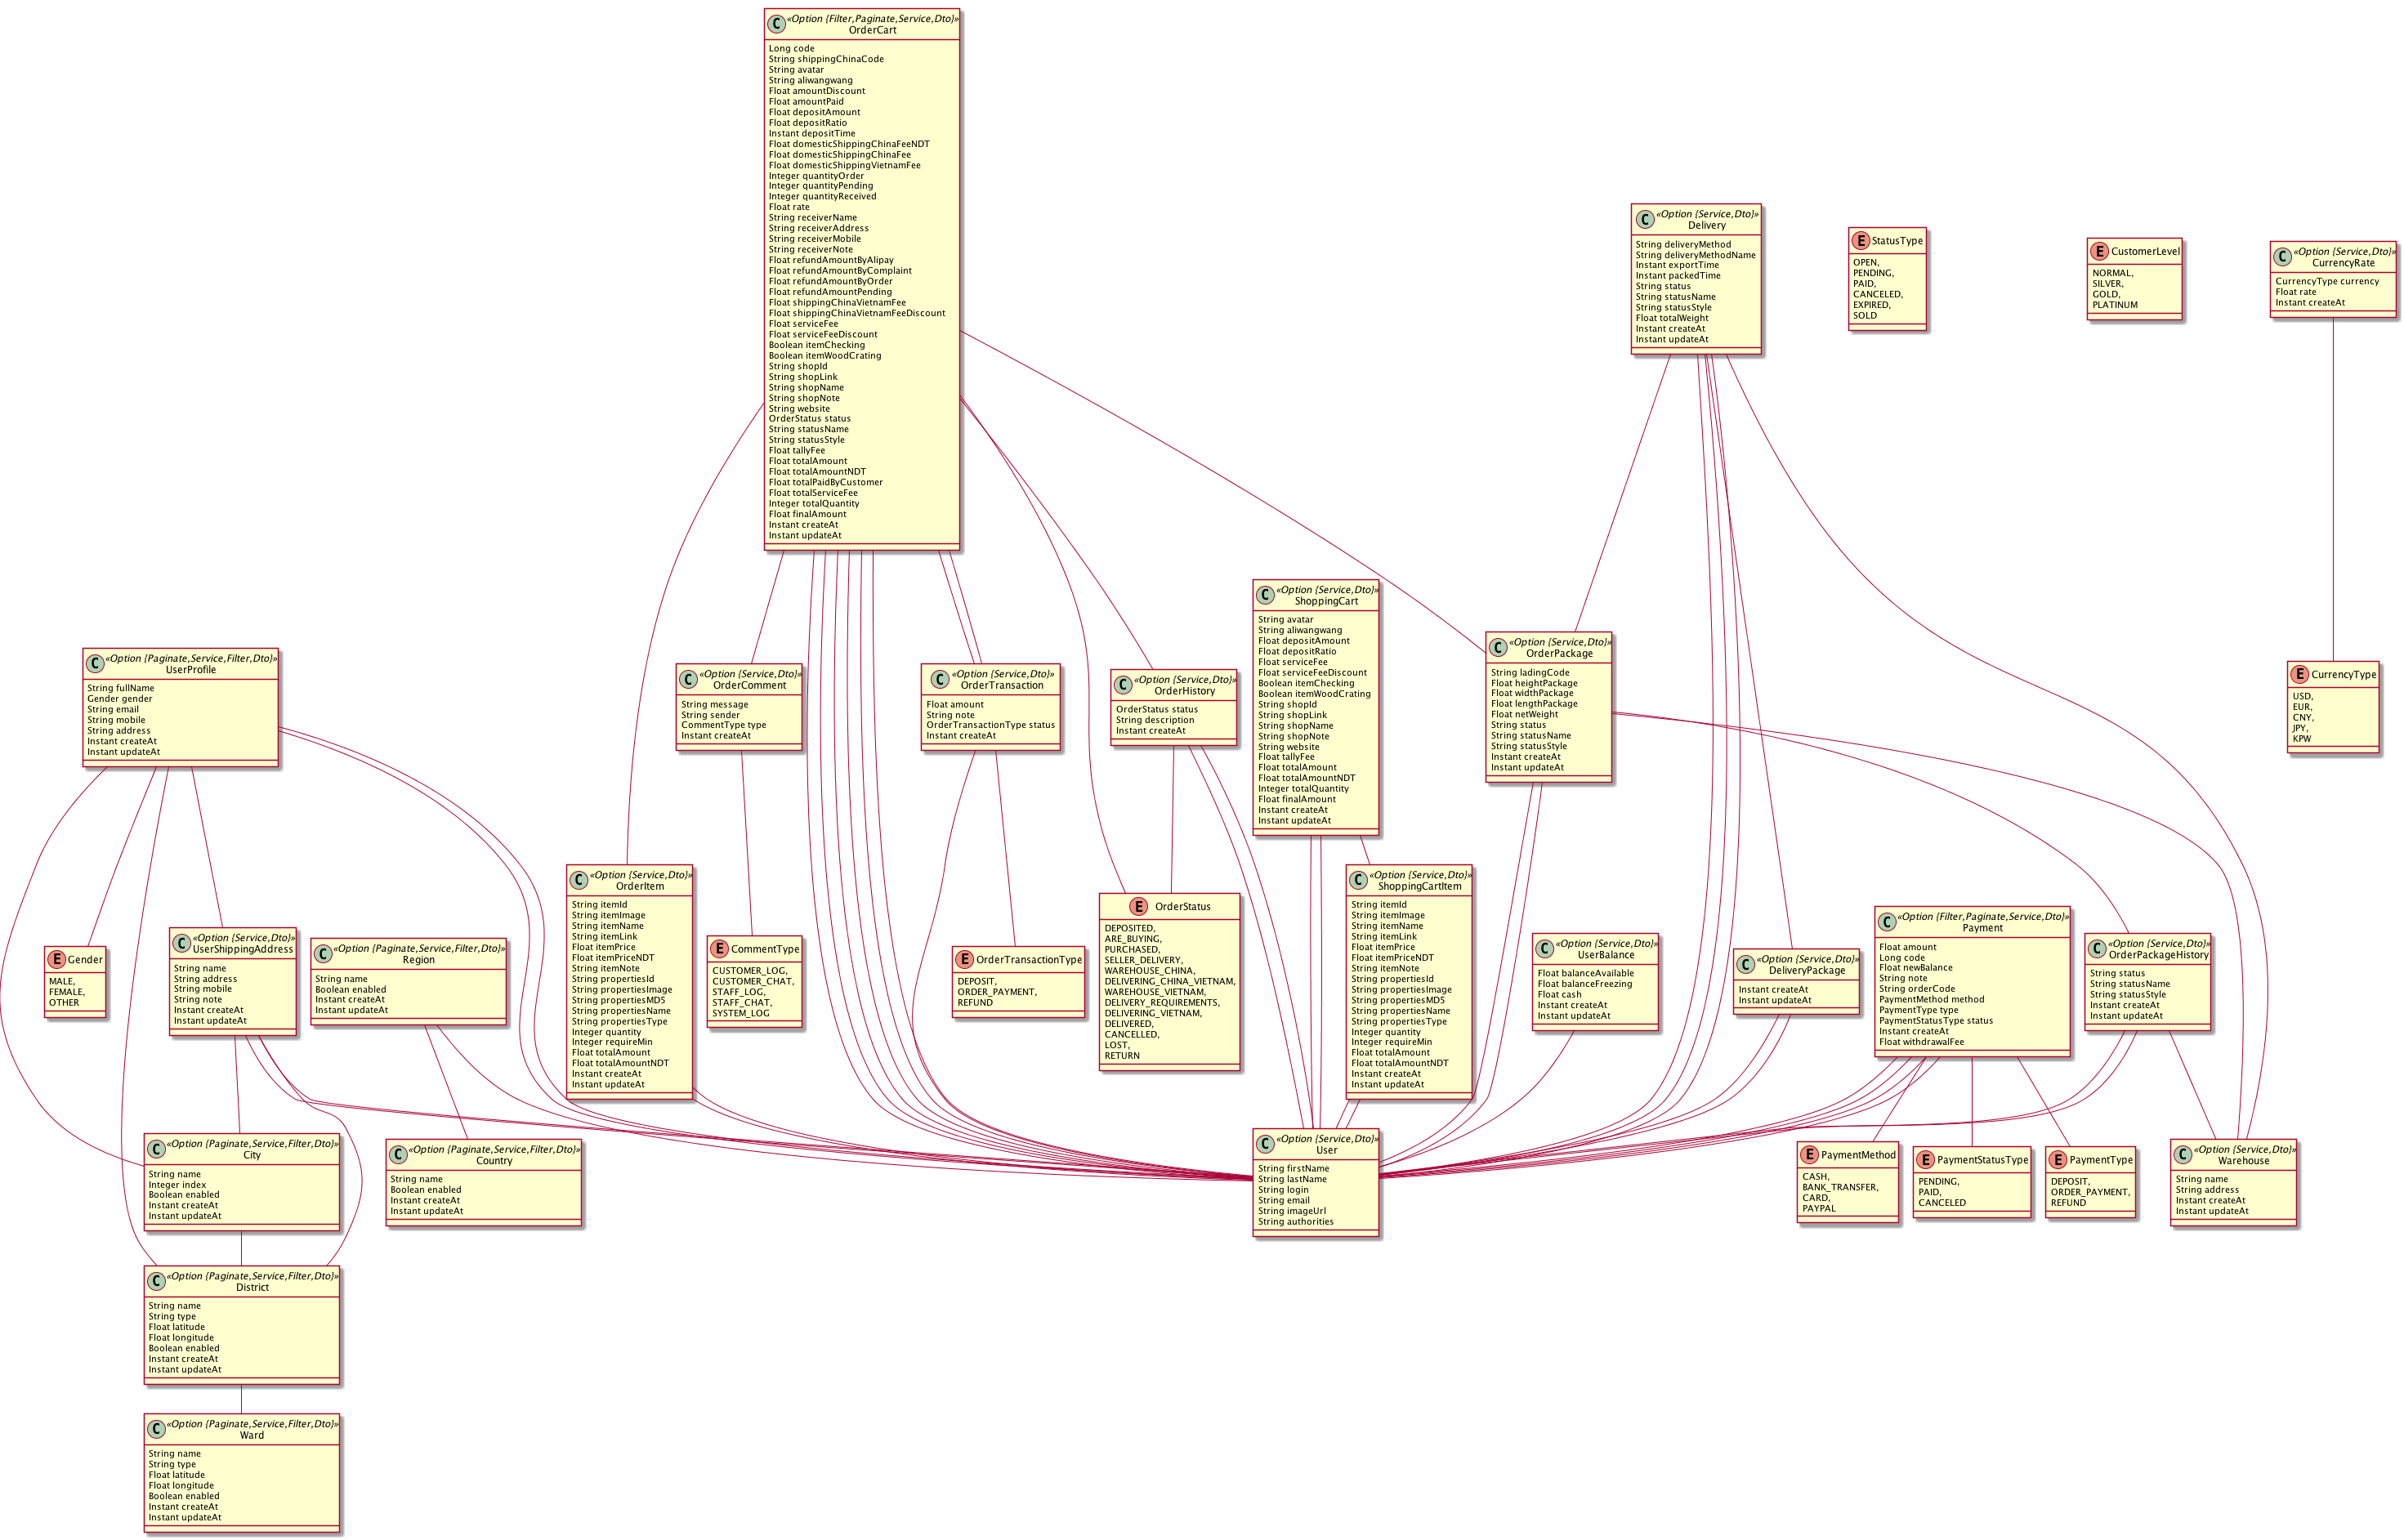 «Option {Filter,Paginate,Service,Dto}»
OrderCart
Long code
String shippingChinaCode
String avatar
String aliwangwang
Float amountDiscount
Float amountPaid
Float depositAmount
Float depositRatio
Instant depositTime
Float domesticShippingChinaFeeNDT
Float domesticShippingChinaFee
Float domesticShippingVietnamFee
Integer quantityOrder
Integer quantityPending
Integer quantityReceived
Float rate
String receiverName
String receiverAddress
String receiverMobile
String receiverNote
Float refundAmountByAlipay
Float refundAmountByComplaint
Float refundAmountByOrder
Float refundAmountPending
Float shippingChinaVietnamFee
Float shippingChinaVietnamFeeDiscount
Float serviceFee
Float serviceFeeDiscount
Boolean itemChecking
Boolean itemWoodCrating
String shopId
String shopLink
String shopName
String shopNote
String website
OrderStatus status
String statusName
String statusStyle
Float tallyFee
Float totalAmount
Float totalAmountNDT
Float totalPaidByCustomer
Float totalServiceFee
Integer totalQuantity
Float finalAmount
Instant createAt
Instant updateAt
«Option {Service,Dto}»
Delivery
String deliveryMethod
String deliveryMethodName
Instant exportTime
Instant packedTime
String status
String statusName
String statusStyle
Float totalWeight
Instant createAt
Instant updateAt
StatusType
OPEN,
PENDING,
PAID,
CANCELED,
EXPIRED,
SOLD
CustomerLevel
NORMAL,
SILVER,
GOLD,
PLATINUM
«Option {Service,Dto}»
CurrencyRate
CurrencyType currency
Float rate
Instant createAt
«Option {Paginate,Service,Filter,Dto}»
UserProfile
String fullName
Gender gender
String email
String mobile
String address
Instant createAt
Instant updateAt
«Option {Service,Dto}»
OrderComment
String message
String sender
CommentType type
Instant createAt
«Option {Service,Dto}»
OrderTransaction
Float amount
String note
OrderTransactionType status
Instant createAt
«Option {Service,Dto}»
OrderHistory
OrderStatus status
String description
Instant createAt
«Option {Service,Dto}»
ShoppingCart
String avatar
String aliwangwang
Float depositAmount
Float depositRatio
Float serviceFee
Float serviceFeeDiscount
Boolean itemChecking
Boolean itemWoodCrating
String shopId
String shopLink
String shopName
String shopNote
String website
Float tallyFee
Float totalAmount
Float totalAmountNDT
Integer totalQuantity
Float finalAmount
Instant createAt
Instant updateAt
«Option {Service,Dto}»
OrderPackage
String ladingCode
Float heightPackage
Float widthPackage
Float lengthPackage
Float netWeight
String status
String statusName
String statusStyle
Instant createAt
Instant updateAt
CurrencyType
USD,
EUR,
CNY,
JPY,
KPW
Gender
MALE,
FEMALE,
OTHER
«Option {Service,Dto}»
UserShippingAddress
String name
String address
String mobile
String note
Instant createAt
Instant updateAt
«Option {Paginate,Service,Filter,Dto}»
Region
String name
Boolean enabled
Instant createAt
Instant updateAt
«Option {Service,Dto}»
OrderItem
String itemId
String itemImage
String itemName
String itemLink
Float itemPrice
Float itemPriceNDT
String itemNote
String propertiesId
String propertiesImage
String propertiesMD5
String propertiesName
String propertiesType
Integer quantity
Integer requireMin
Float totalAmount
Float totalAmountNDT
Instant createAt
Instant updateAt
CommentType
CUSTOMER_LOG,
CUSTOMER_CHAT,
STAFF_LOG,
STAFF_CHAT,
SYSTEM_LOG
OrderTransactionType
DEPOSIT,
ORDER_PAYMENT,
REFUND
OrderStatus
DEPOSITED,
ARE_BUYING,
PURCHASED,
SELLER_DELIVERY,
WAREHOUSE_CHINA,
DELIVERING_CHINA_VIETNAM,
WAREHOUSE_VIETNAM,
DELIVERY_REQUIREMENTS,
DELIVERING_VIETNAM,
DELIVERED,
CANCELLED,
LOST,
RETURN
«Option {Service,Dto}»
ShoppingCartItem
String itemId
String itemImage
String itemName
String itemLink
Float itemPrice
Float itemPriceNDT
String itemNote
String propertiesId
String propertiesImage
String propertiesMD5
String propertiesName
String propertiesType
Integer quantity
Integer requireMin
Float totalAmount
Float totalAmountNDT
Instant createAt
Instant updateAt
«Option {Service,Dto}»
UserBalance
Float balanceAvailable
Float balanceFreezing
Float cash
Instant createAt
Instant updateAt
«Option {Service,Dto}»
DeliveryPackage
Instant createAt
Instant updateAt
«Option {Filter,Paginate,Service,Dto}»
Payment
Float amount
Long code
Float newBalance
String note
String orderCode
PaymentMethod method
PaymentType type
PaymentStatusType status
Instant createAt
Float withdrawalFee
«Option {Service,Dto}»
OrderPackageHistory
String status
String statusName
String statusStyle
Instant createAt
Instant updateAt
«Option {Paginate,Service,Filter,Dto}»
City
String name
Integer index
Boolean enabled
Instant createAt
Instant updateAt
«Option {Paginate,Service,Filter,Dto}»
Country
String name
Boolean enabled
Instant createAt
Instant updateAt
«Option {Service,Dto}»
User
String firstName
String lastName
String login
String email
String imageUrl
String authorities
PaymentMethod
CASH,
BANK_TRANSFER,
CARD,
PAYPAL
PaymentStatusType
PENDING,
PAID,
CANCELED
PaymentType
DEPOSIT,
ORDER_PAYMENT,
REFUND
«Option {Service,Dto}»
Warehouse
String name
String address
Instant createAt
Instant updateAt
«Option {Paginate,Service,Filter,Dto}»
District
String name
String type
Float latitude
Float longitude
Boolean enabled
Instant createAt
Instant updateAt
«Option {Paginate,Service,Filter,Dto}»
Ward
String name
String type
Float latitude
Float longitude
Boolean enabled
Instant createAt
Instant updateAt